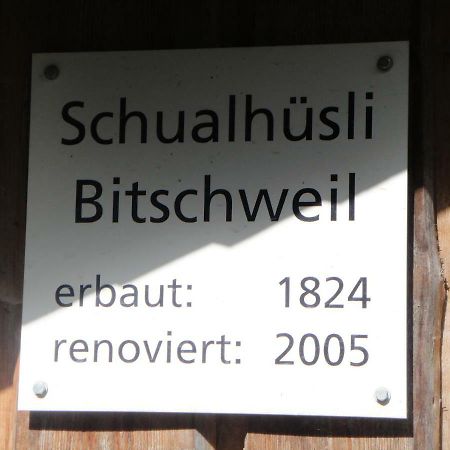 Schualhüsli
Bitschweil
erbaut: 1824
renoviert: 2005